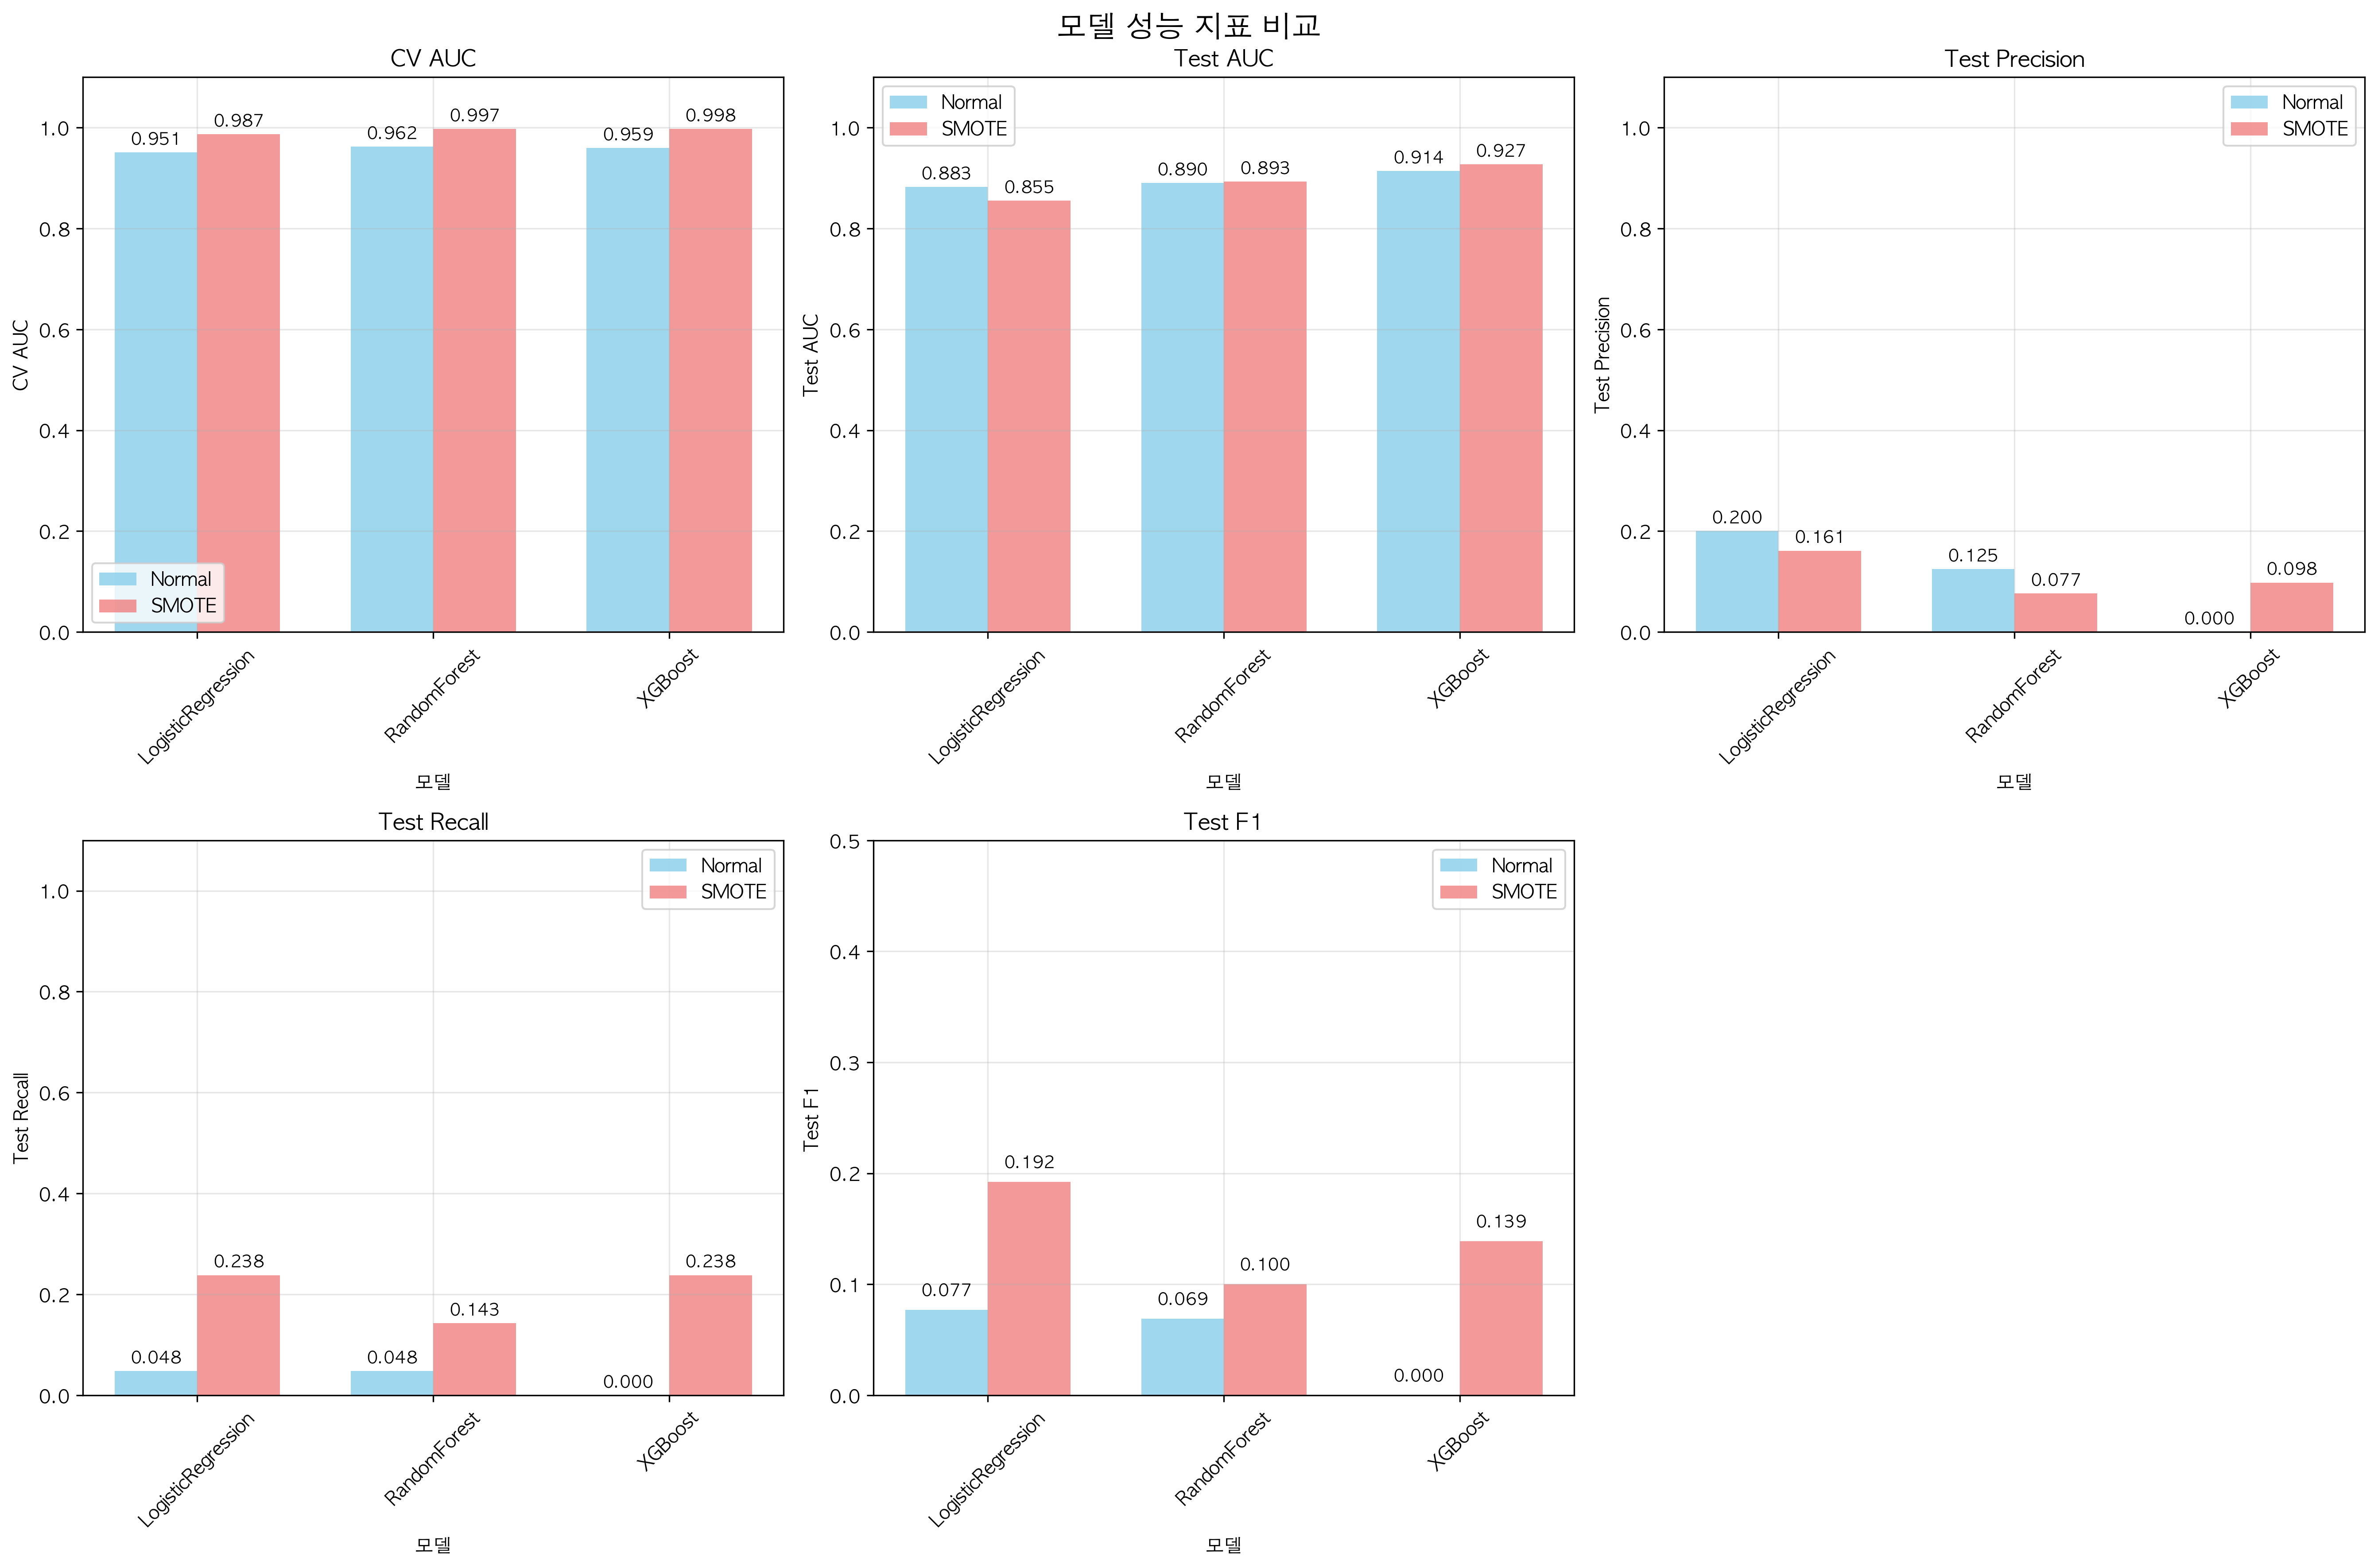 모델 성능 지표 비교
CV AUC
CV AUC
1.0
0.8
0.6
0.4
0.2
0.0
0.951
0.987
0.962
0.997
0.959
0.998
Normal
SMOTE
LogisticRegression
RandomForest
XGBoost
모델
Test AUC
Test AUC
1.0
0.8
0.6
0.4
0.2
0.0
Normal
SMOTE
0.883
0.855
0.890
0.893
0.914
0.927
LogisticRegression
RandomForest
XGBoost
모델
Test Precision
Test Precision
1.0
0.8
0.6
0.4
0.2
0.0
Normal
SMOTE
0.200
0.161
0.125
0.077
0.000
0.098
LogisticRegression
RandomForest
XGBoost
모델
Test Recall
Test Recall
1.0
0.8
0.6
0.4
0.2
0.0
Normal
SMOTE
0.048
0.238
0.048
0.143
0.000
0.238
LogisticRegression
RandomForest
XGBoost
모델
Test F1
Test F1
0.5
0.4
0.3
0.2
0.1
0.0
Normal
SMOTE
0.077
0.192
0.069
0.100
0.000
0.139
LogisticRegression
RandomForest
XGBoost
모델